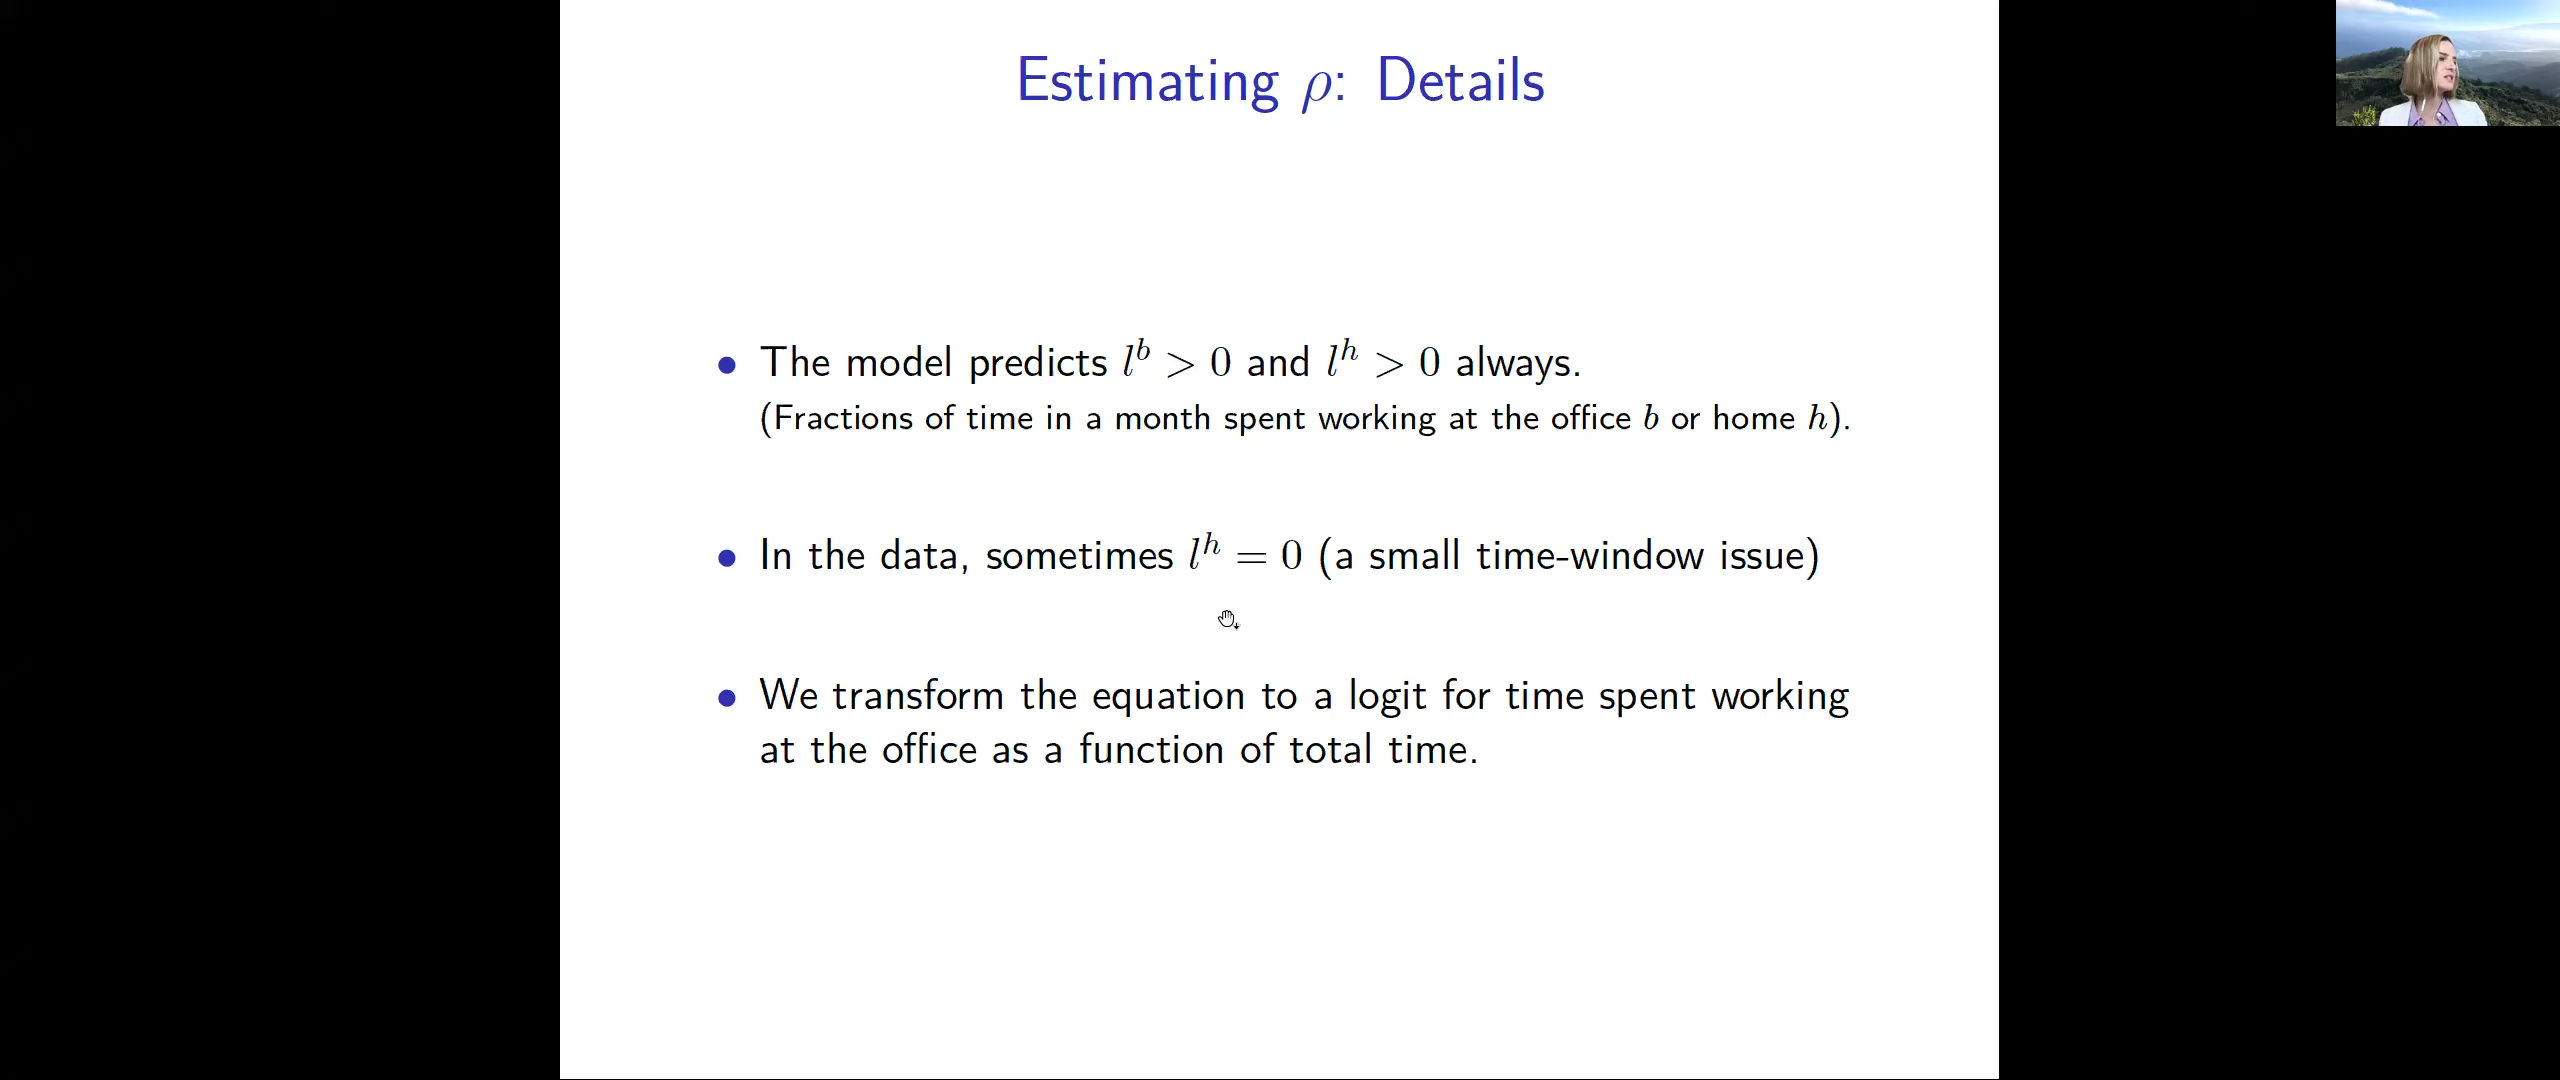 Estimating ρ: Details
• The model predicts l^b > 0 and l^h > 0 always.
(Fractions of time in a month spent working at the office b or home h).
• In the data, sometimes l^h = 0 (a small time-window issue)
• We transform the equation to a logit for time spent working
at the office as a function of total time.